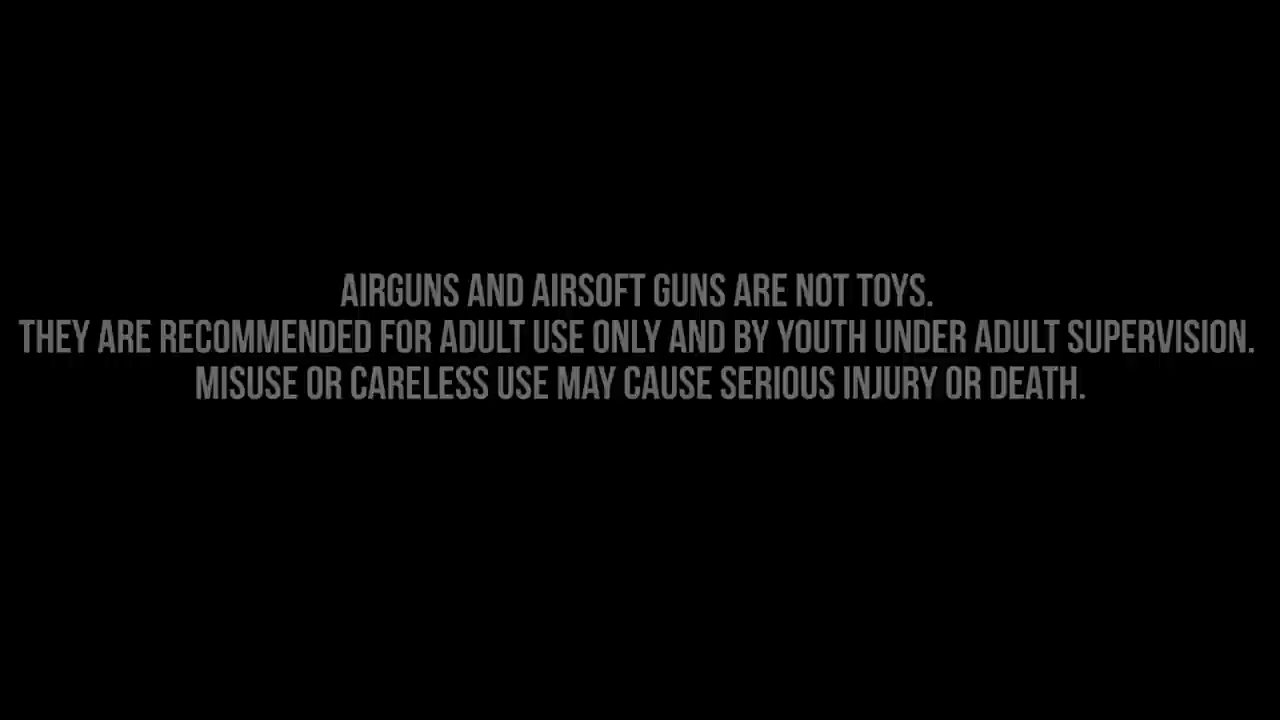 AIRGUNS AND AIRSOFT GUNS ARE NOT TOYS.
THEY ARE RECOMMENDED FOR ADULT USE ONLY AND BY YOUTH UNDER ADULT SUPERVISION.
MISUSE OR CARELESS USE MAY CAUSE SERIOUS INJURY OR DEATH.